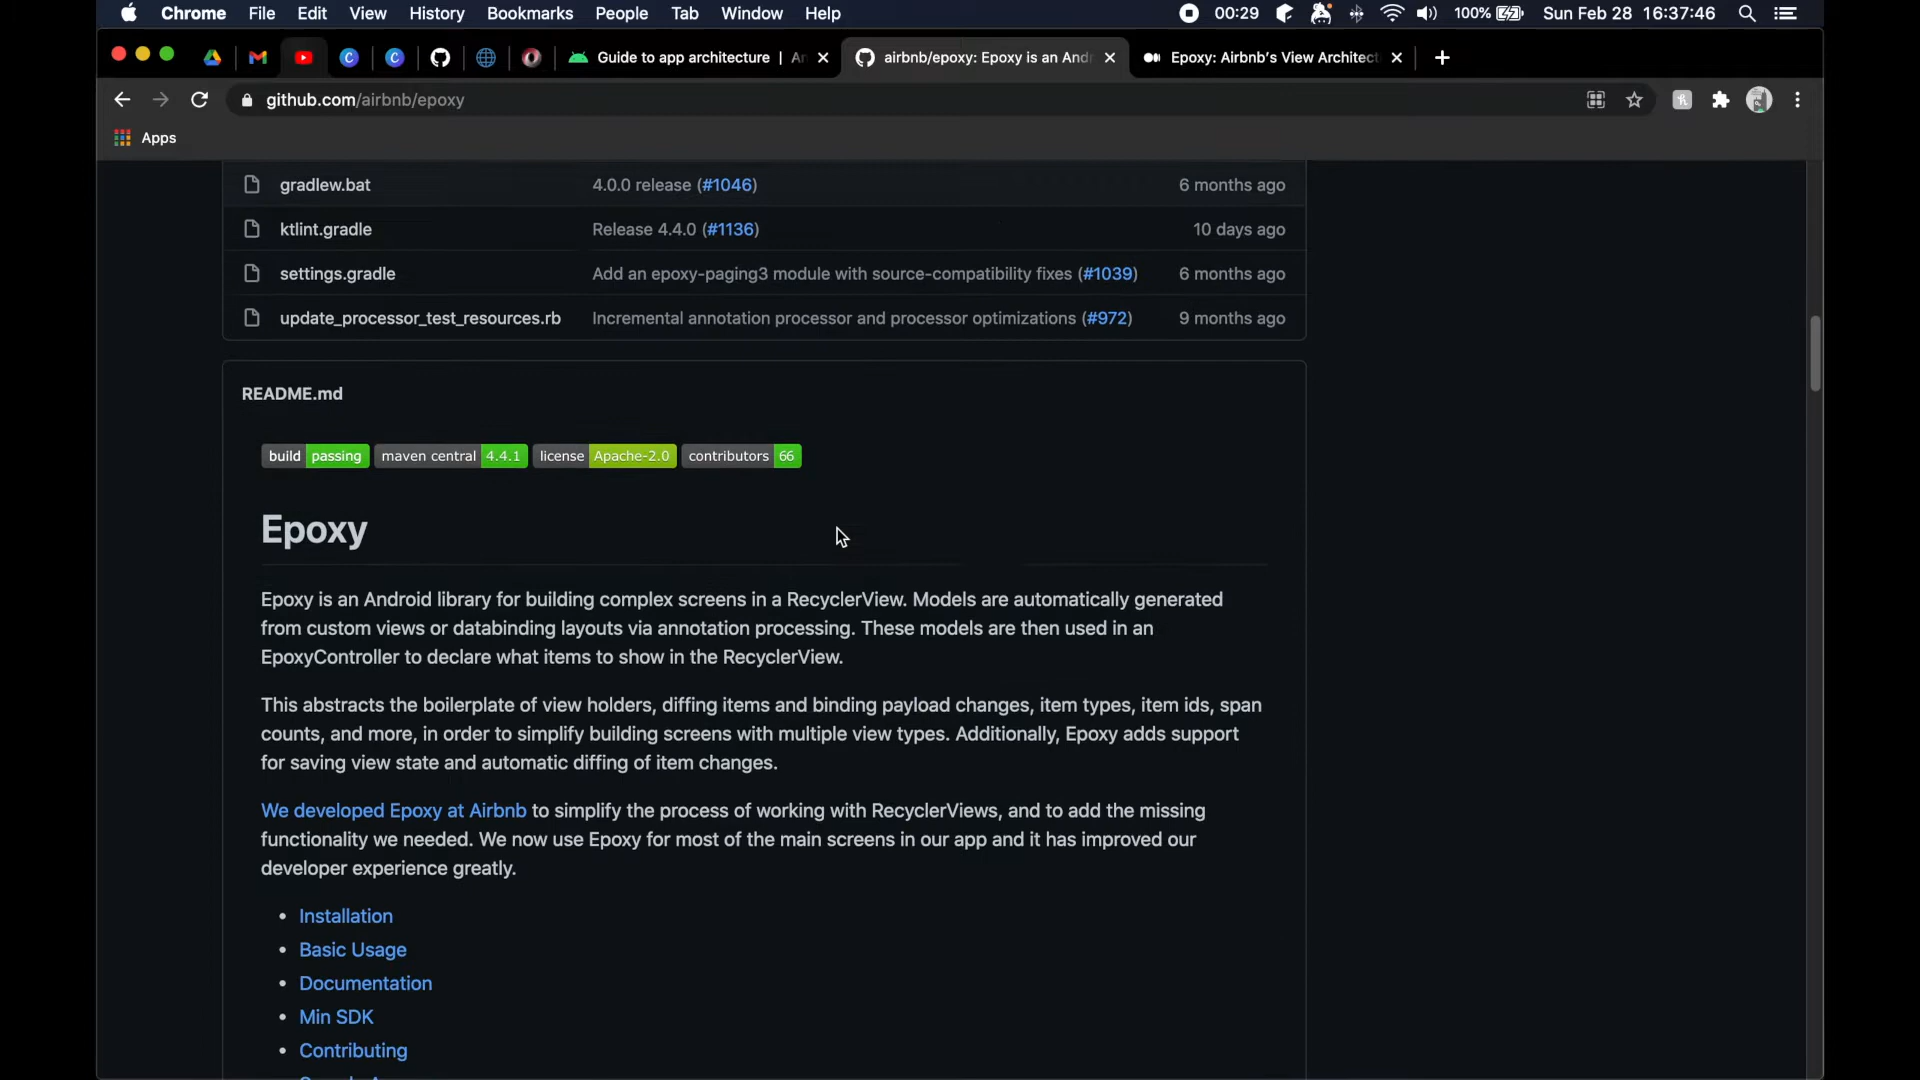 Chrome File Edit View History Bookmarks People Tab Window Help 00:29 100% Sun Feb 28 16:37:46
Guide to app architecture | An airbnb/epoxy: Epoxy is an Andr Epoxy: Airbnb's View Architect
github.com/airbnb/epoxy
Apps
gradlew.bat 4.0.0 release (#1046) 6 months ago
ktlint.gradle Release 4.4.0 (#1136) 10 days ago
settings.gradle Add an epoxy-paging3 module with source-compatibility fixes (#1039) 6 months ago
update_processor_test_resources.rb Incremental annotation processor and processor optimizations (#972) 9 months ago
README.md
build passing maven central 4.4.1 license Apache-2.0 contributors 66
Epoxy
Epoxy is an Android library for building complex screens in a RecyclerView. Models are automatically generated
from custom views or databinding layouts via annotation processing. These models are then used in an
EpoxyController to declare what items to show in the RecyclerView.
This abstracts the boilerplate of view holders, diffing items and binding payload changes, item types, item ids, span
counts, and more, in order to simplify building screens with multiple view types. Additionally, Epoxy adds support
for saving view state and automatic diffing of item changes.
We developed Epoxy at Airbnb to simplify the process of working with RecyclerViews, and to add the missing
functionality we needed. We now use Epoxy for most of the main screens in our app and it has improved our
developer experience greatly.
• Installation
• Basic Usage
• Documentation
• Min SDK
• Contributing